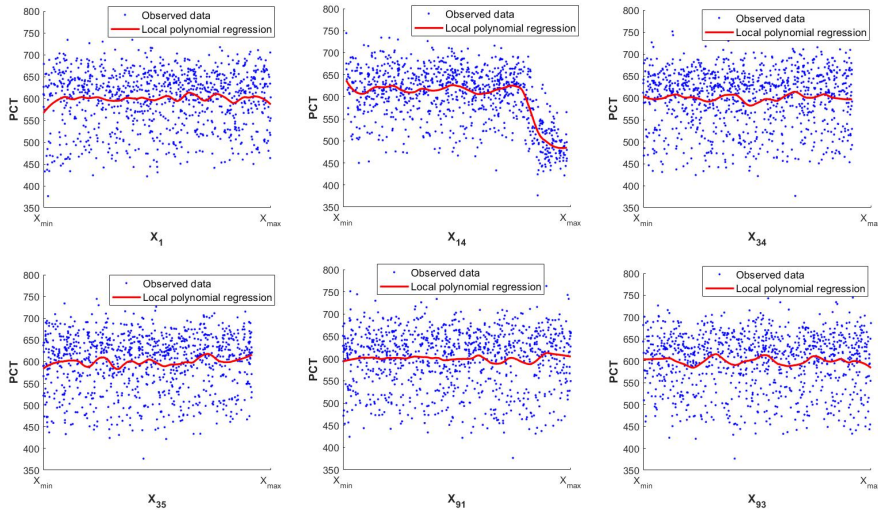 Observed data
Local polynomial regression
800
750
700
650
600
550
500
450
400
350
PCT
Xmin
Xmax
X1
Observed data
Local polynomial regression
800
750
700
650
600
550
500
450
400
350
PCT
Xmin
Xmax
X14
Observed data
Local polynomial regression
800
750
700
650
600
550
500
450
400
350
PCT
Xmin
Xmax
X34
Observed data
Local polynomial regression
800
750
700
650
600
550
500
450
400
350
PCT
Xmin
Xmax
X35
Observed data
Local polynomial regression
800
750
700
650
600
550
500
450
400
350
PCT
Xmin
Xmax
X91
Observed data
Local polynomial regression
800
750
700
650
600
550
500
450
400
350
PCT
Xmin
Xmax
X93